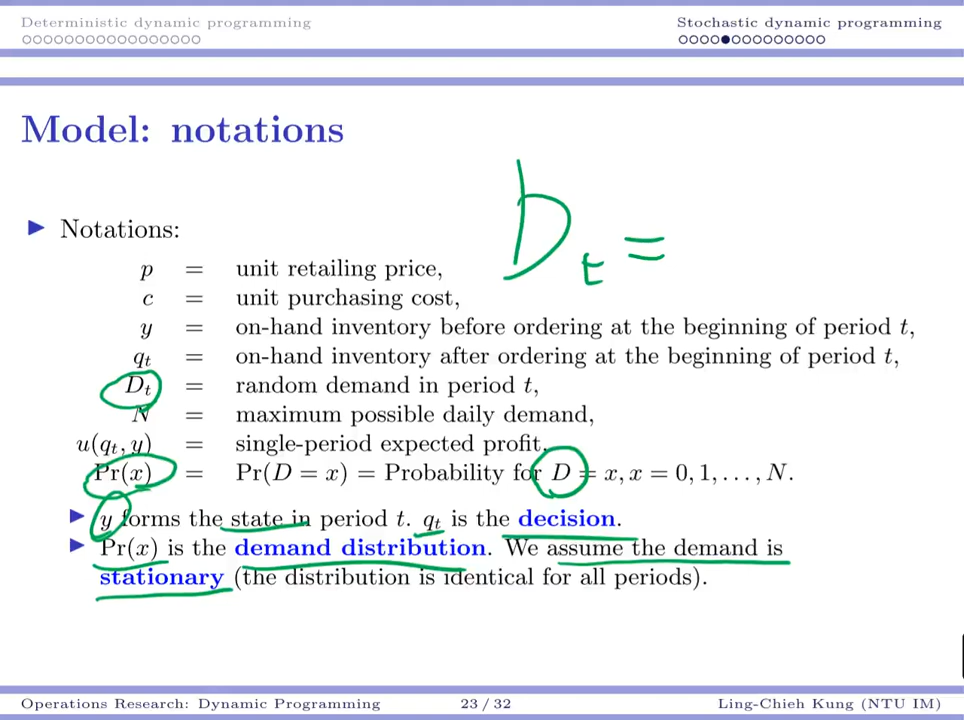 Deterministic dynamic programming
Stochastic dynamic programming
Model: notations
D_t =
▶ Notations:
p = unit retailing price,
c = unit purchasing cost,
y = on-hand inventory before ordering at the beginning of period t,
q_t = on-hand inventory after ordering at the beginning of period t,
D_t = random demand in period t,
N = maximum possible daily demand,
u(q_t, y) = single-period expected profit,
Pr(x) = Pr(D = x) = Probability for D = x, x = 0, 1, . . . , N.
▶ y forms the state in period t. q_t is the decision.
▶ Pr(x) is the demand distribution. We assume the demand is
stationary (the distribution is identical for all periods).
Operations Research: Dynamic Programming
23 / 32
Ling-Chieh Kung (NTU IM)